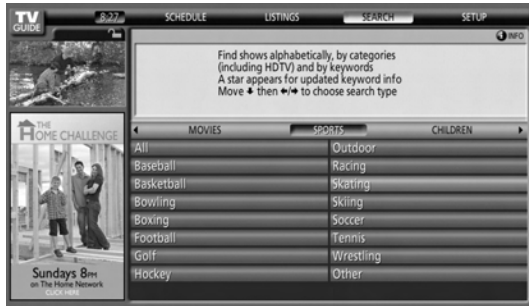 TV
GUIDE
8:27
SCHEDULE LISTINGS SEARCH SETUP
INFO
Find shows alphabetically, by categories
(including HDTV) and by keywords
A star appears for updated keyword info
Move ↓ then ←/→ to choose search type
THE
HOME CHALLENGE
MOVIES SPORTS CHILDREN
All Outdoor
Baseball Racing
Basketball Skating
Bowling Skiing
Boxing Soccer
Football Tennis
Golf Wrestling
Hockey Other
Sundays 8PM
on The Home Network
CLICK HERE